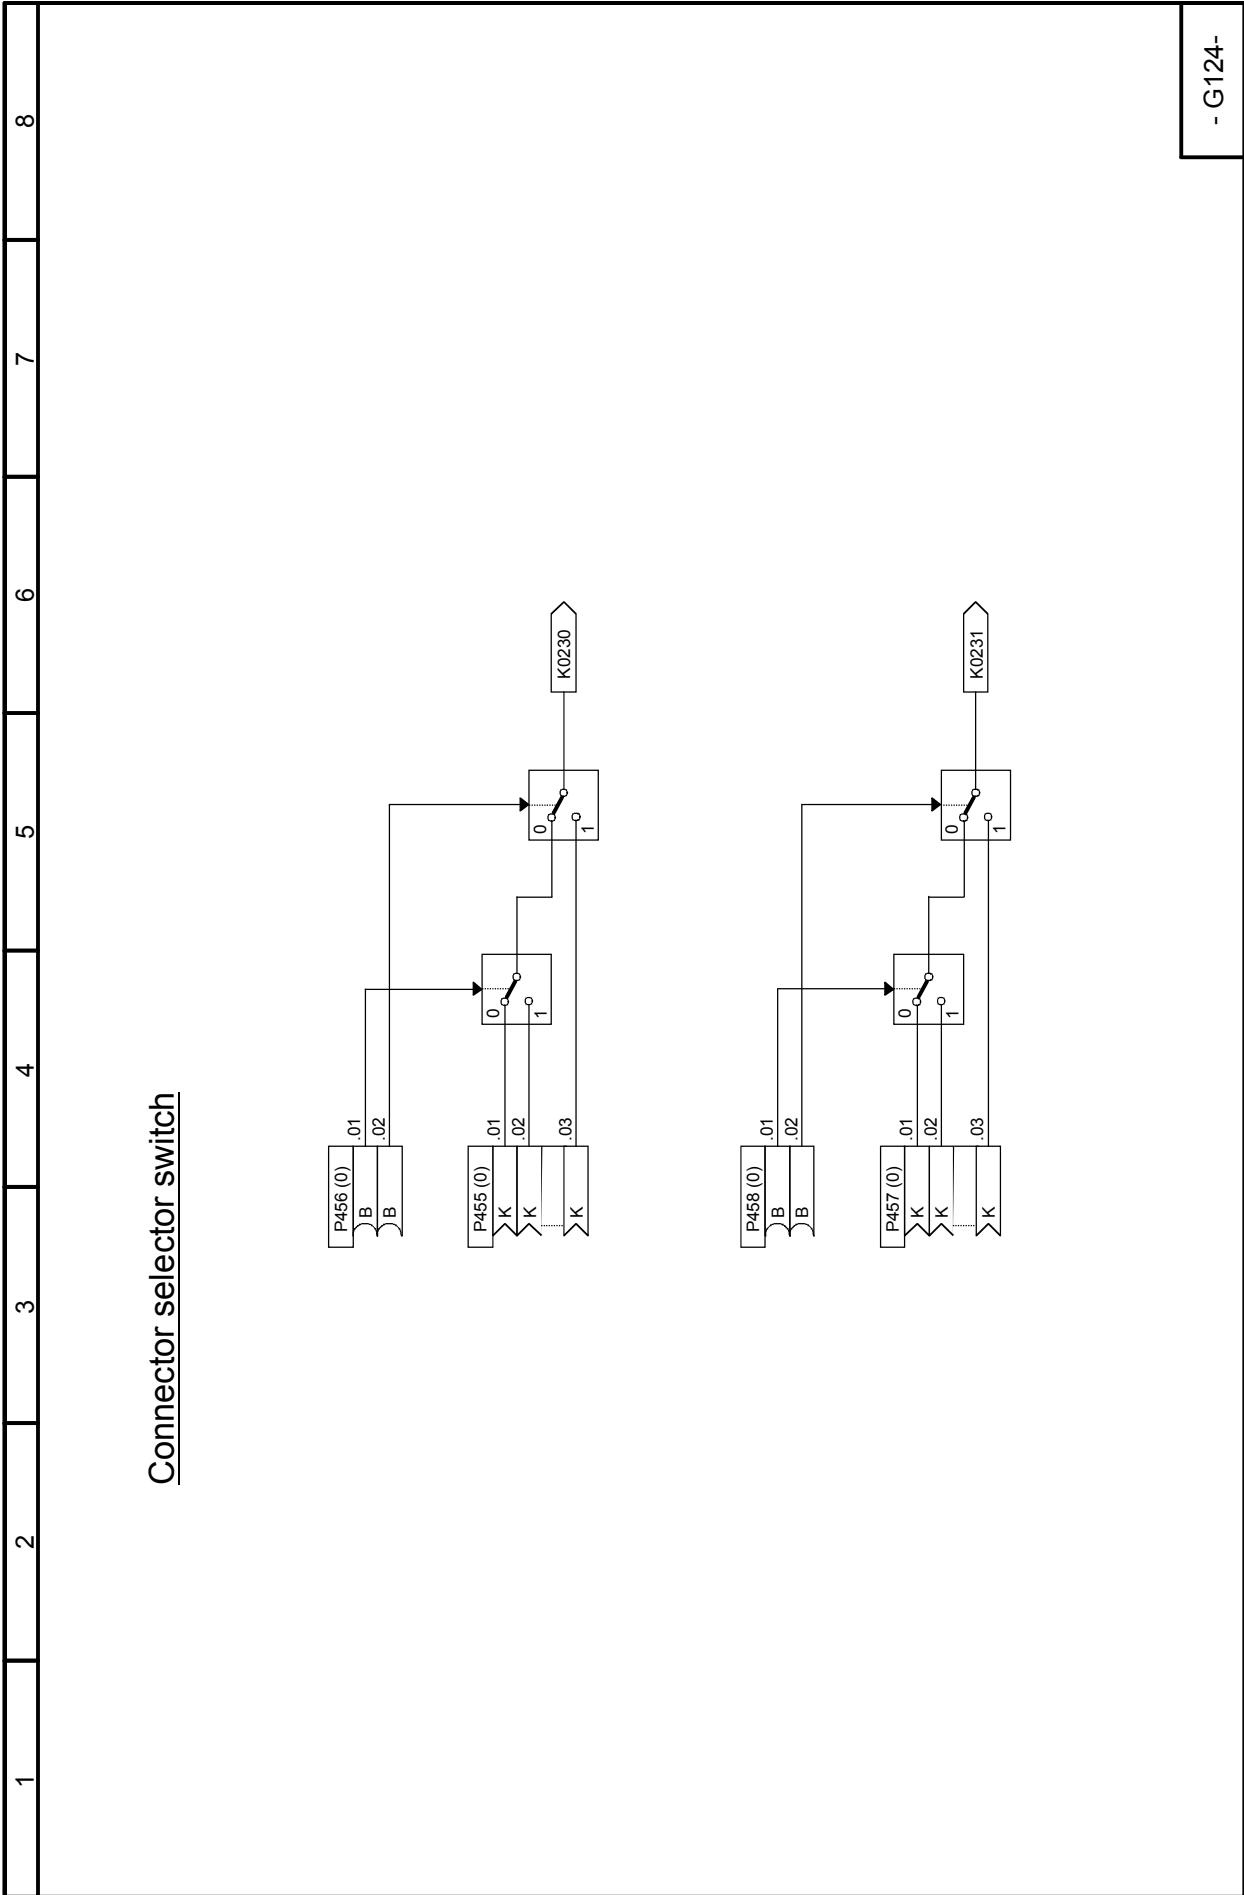 1 2 3 4 5 6 7 8
Connector selector switch
P456 (0)
B .01
B .02
P455 (0)
K .01
K .02
K .03
0
1
0
1
K0230
P458 (0)
B .01
B .02
P457 (0)
K .01
K .02
K .03
0
1
0
1
K0231
- G124-